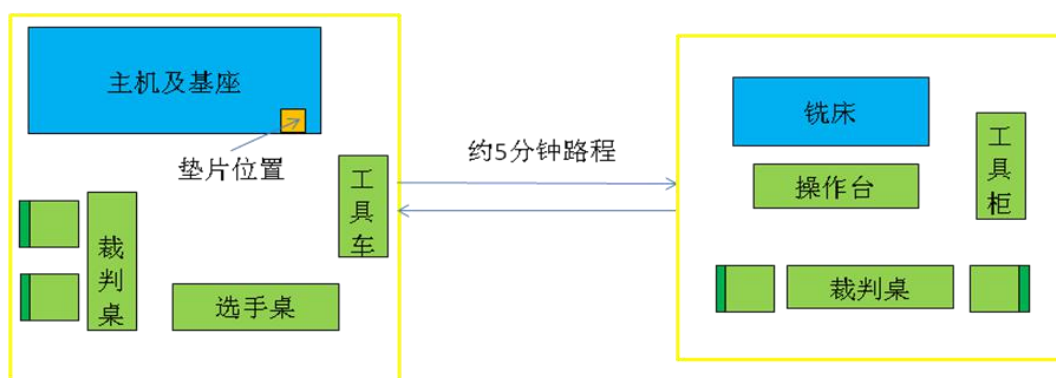 主机及基座
垫片位置
工具车
裁判桌
选手桌
约5分钟路程
铣床
操作台
工具柜
裁判桌